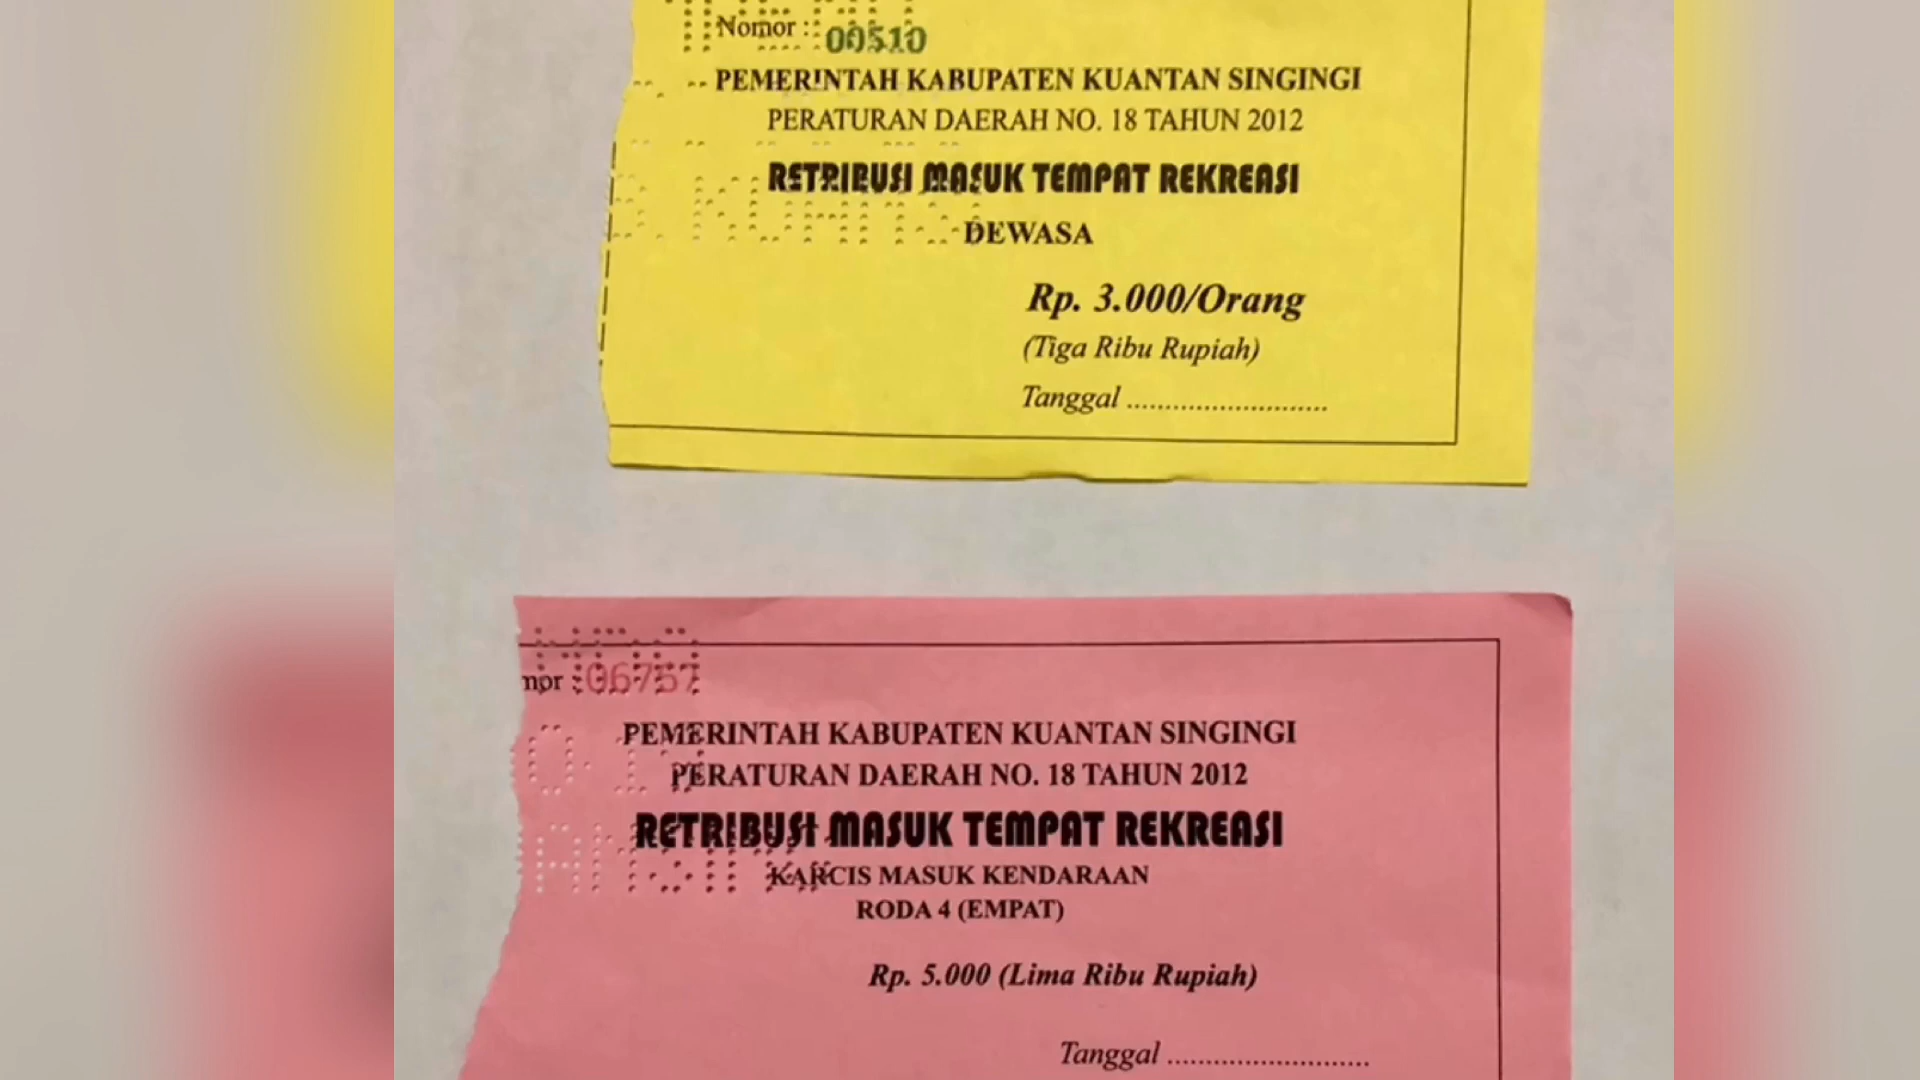 Nomor : 00510
PEMERINTAH KABUPATEN KUANTAN SINGINGI
PERATURAN DAERAH NO. 18 TAHUN 2012
RETRIBUSI MASUK TEMPAT REKREASI
DEWASA
Rp. 3.000/Orang
(Tiga Ribu Rupiah)
Tanggal ..........................
mor : 06757
PEMERINTAH KABUPATEN KUANTAN SINGINGI
PERATURAN DAERAH NO. 18 TAHUN 2012
RETRIBUSI MASUK TEMPAT REKREASI
KARCIS MASUK KENDARAAN
RODA 4 (EMPAT)
Rp. 5.000 (Lima Ribu Rupiah)
Tanggal ..........................